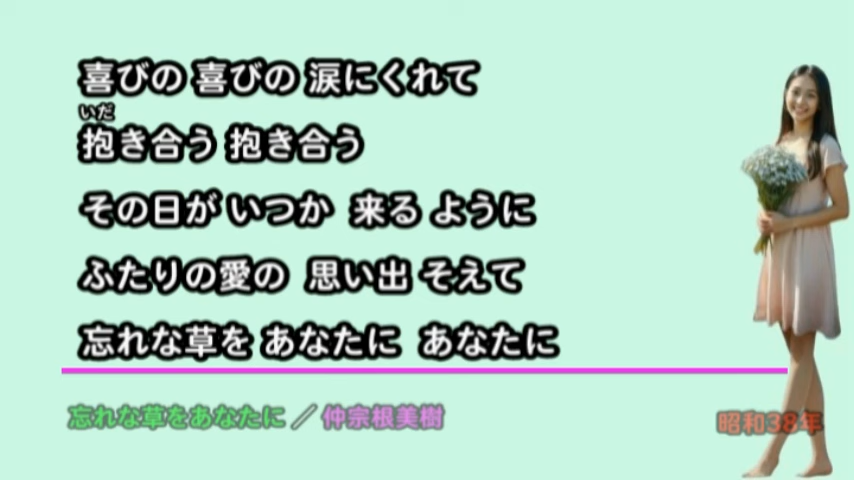 喜びの 喜びの 涙にくれて
いだ
抱き合う 抱き合う
その日が いつか 来る ように
ふたりの愛の 思い出 そえて
忘れな草を あなたに あなたに
忘れな草をあなたに ／ 仲宗根美樹
昭和38年